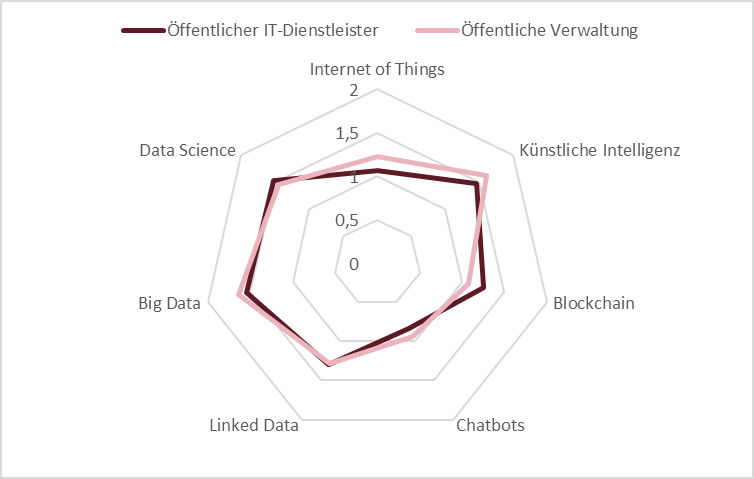 Öffentlicher IT-Dienstleister
Öffentliche Verwaltung
Internet of Things
2
1,5
1
0,5
0
Data Science
Künstliche Intelligenz
Big Data
Blockchain
Linked Data
Chatbots